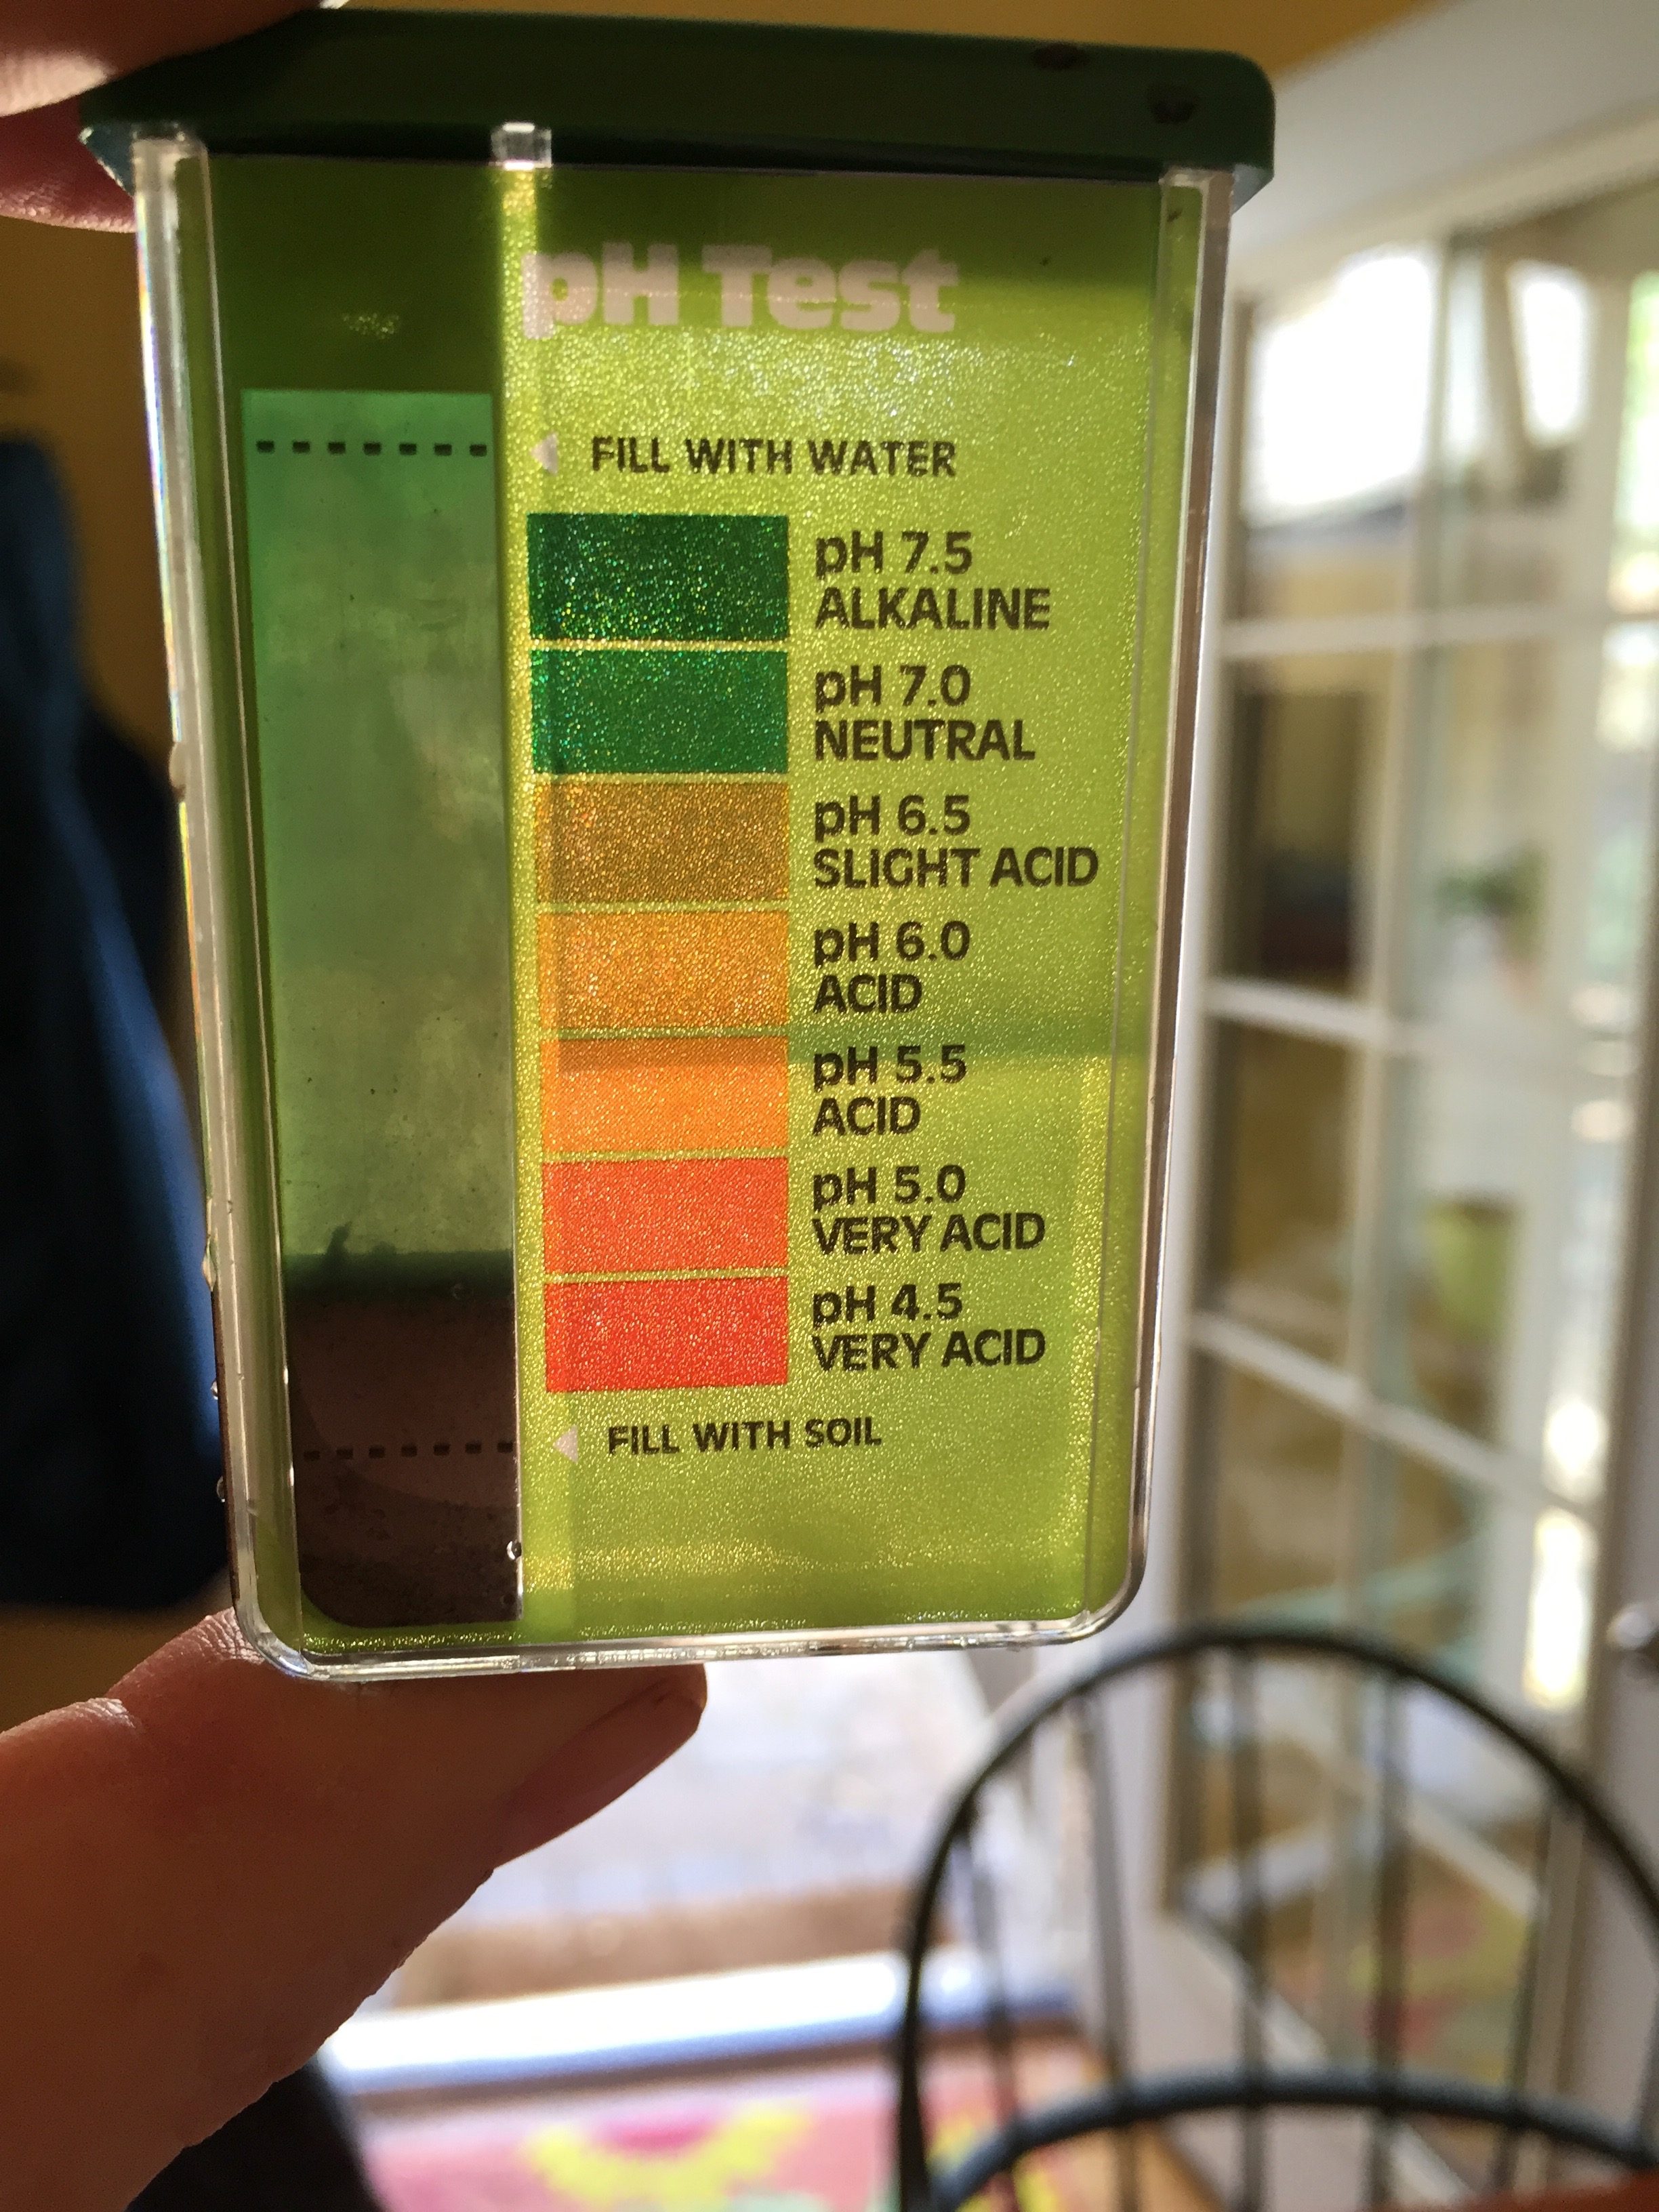 pH Test
FILL WITH WATER
pH 7.5
ALKALINE
pH 7.0
NEUTRAL
pH 6.5
SLIGHT ACID
pH 6.0
ACID
pH 5.5
ACID
pH 5.0
VERY ACID
pH 4.5
VERY ACID
FILL WITH SOIL